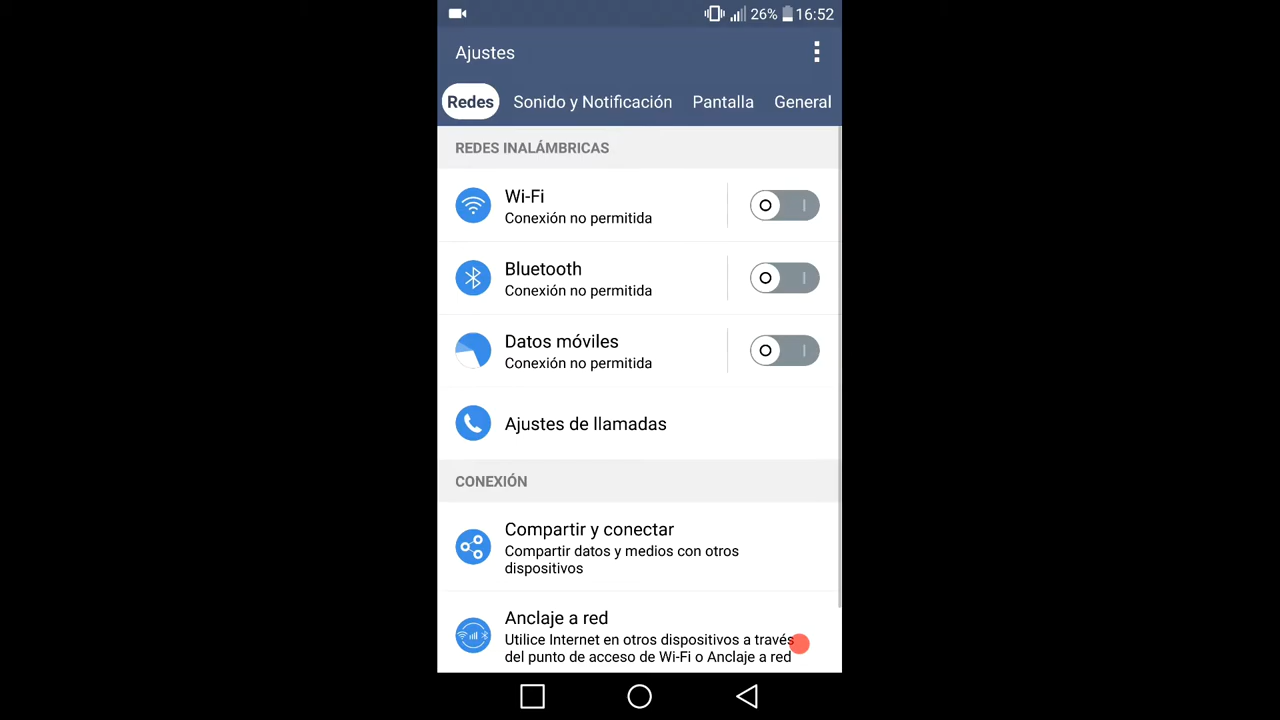 26% 16:52
Ajustes
Redes Sonido y Notificación Pantalla General
REDES INALÁMBRICAS
Wi-Fi
Conexión no permitida
Bluetooth
Conexión no permitida
Datos móviles
Conexión no permitida
Ajustes de llamadas
CONEXIÓN
Compartir y conectar
Compartir datos y medios con otros
dispositivos
Anclaje a red
Utilice Internet en otros dispositivos a través
del punto de acceso de Wi-Fi o Anclaje a red